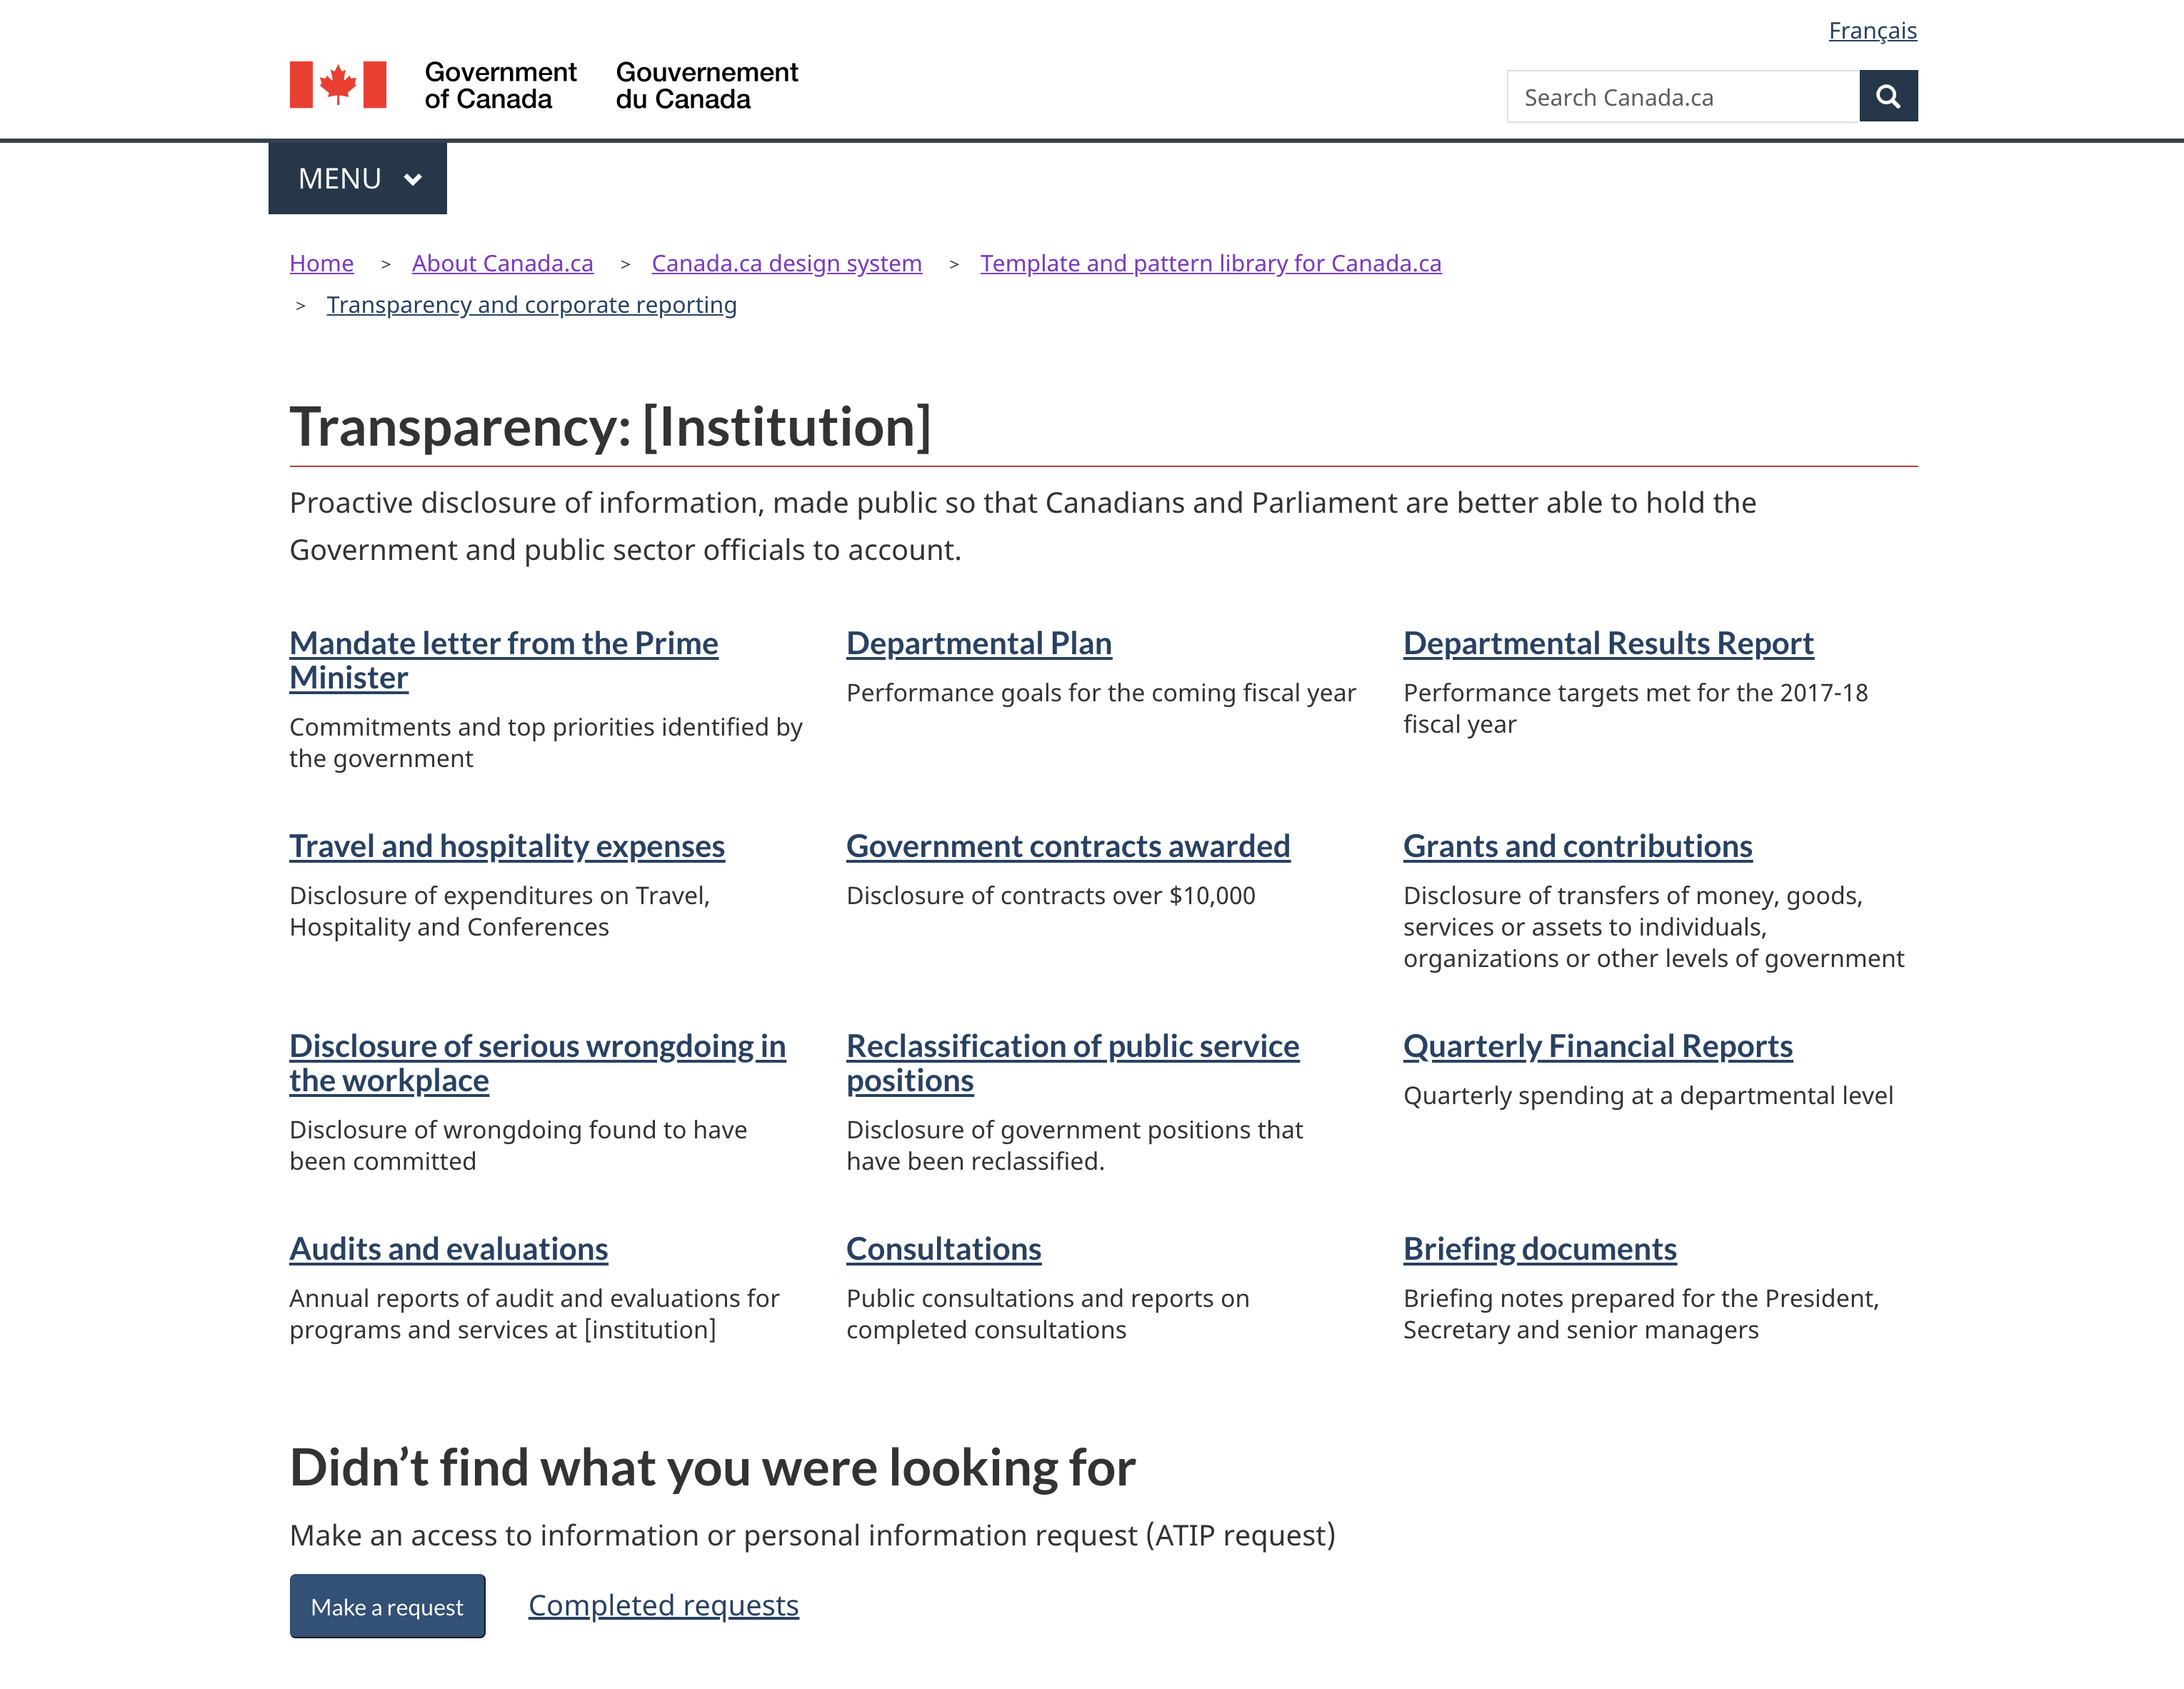 Français
Government of Canada
Gouvernement du Canada
Search Canada.ca
MENU
Home > About Canada.ca > Canada.ca design system > Template and pattern library for Canada.ca
> Transparency and corporate reporting
Transparency: [Institution]
Proactive disclosure of information, made public so that Canadians and Parliament are better able to hold the
Government and public sector officials to account.
Mandate letter from the Prime
Minister
Commitments and top priorities identified by
the government
Departmental Plan
Performance goals for the coming fiscal year
Departmental Results Report
Performance targets met for the 2017-18
fiscal year
Travel and hospitality expenses
Disclosure of expenditures on Travel,
Hospitality and Conferences
Government contracts awarded
Disclosure of contracts over $10,000
Grants and contributions
Disclosure of transfers of money, goods,
services or assets to individuals,
organizations or other levels of government
Disclosure of serious wrongdoing in
the workplace
Disclosure of wrongdoing found to have
been committed
Reclassification of public service
positions
Disclosure of government positions that
have been reclassified.
Quarterly Financial Reports
Quarterly spending at a departmental level
Audits and evaluations
Annual reports of audit and evaluations for
programs and services at [institution]
Consultations
Public consultations and reports on
completed consultations
Briefing documents
Briefing notes prepared for the President,
Secretary and senior managers
Didn’t find what you were looking for
Make an access to information or personal information request (ATIP request)
Make a request
Completed requests